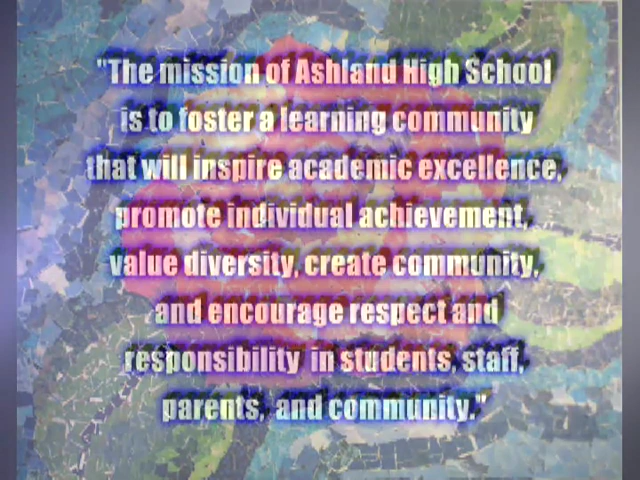 "The mission of Ashland High School
is to foster a learning community
that will inspire academic excellence,
promote individual achievement,
value diversity, create community,
and encourage respect and
responsibility in students, staff,
parents, and community."